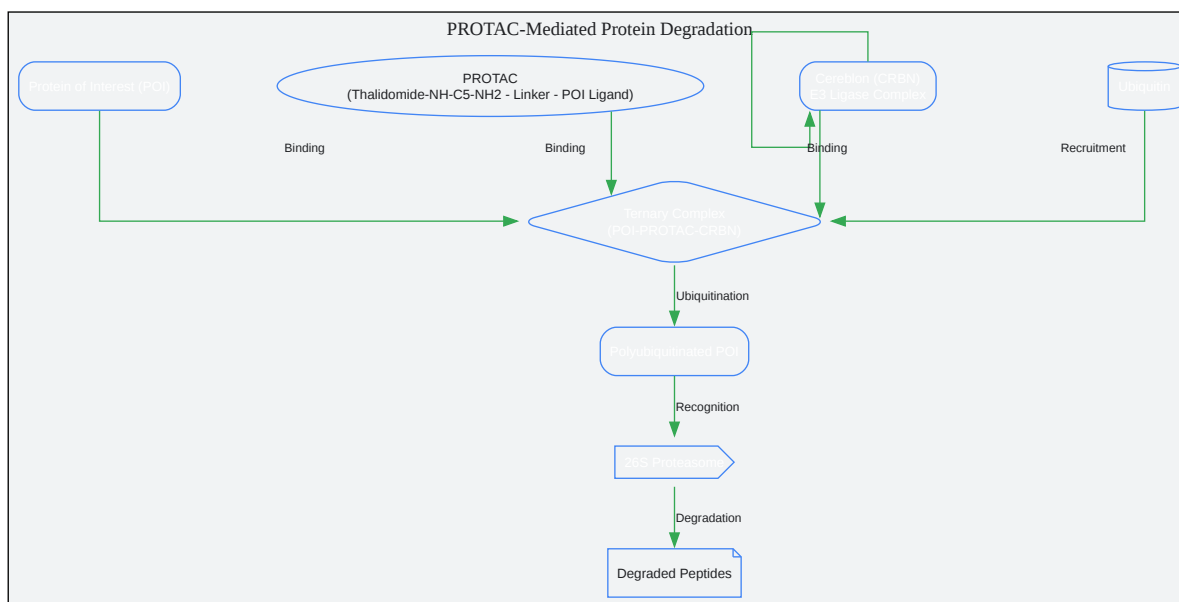 PROTAC-Mediated Protein Degradation
Protein of Interest (POI)
PROTAC
(Thalidomide-NH-C5-NH2 - Linker - POI Ligand)
Cereblon (CRBN)
E3 Ligase Complex
Ubiquitin
Binding
Binding
Binding
Recruitment
Ternary Complex
(POI-PROTAC-CRBN)
Ubiquitination
Polyubiquitinated POI
Recognition
26S Proteasome
Degradation
Degraded Peptides